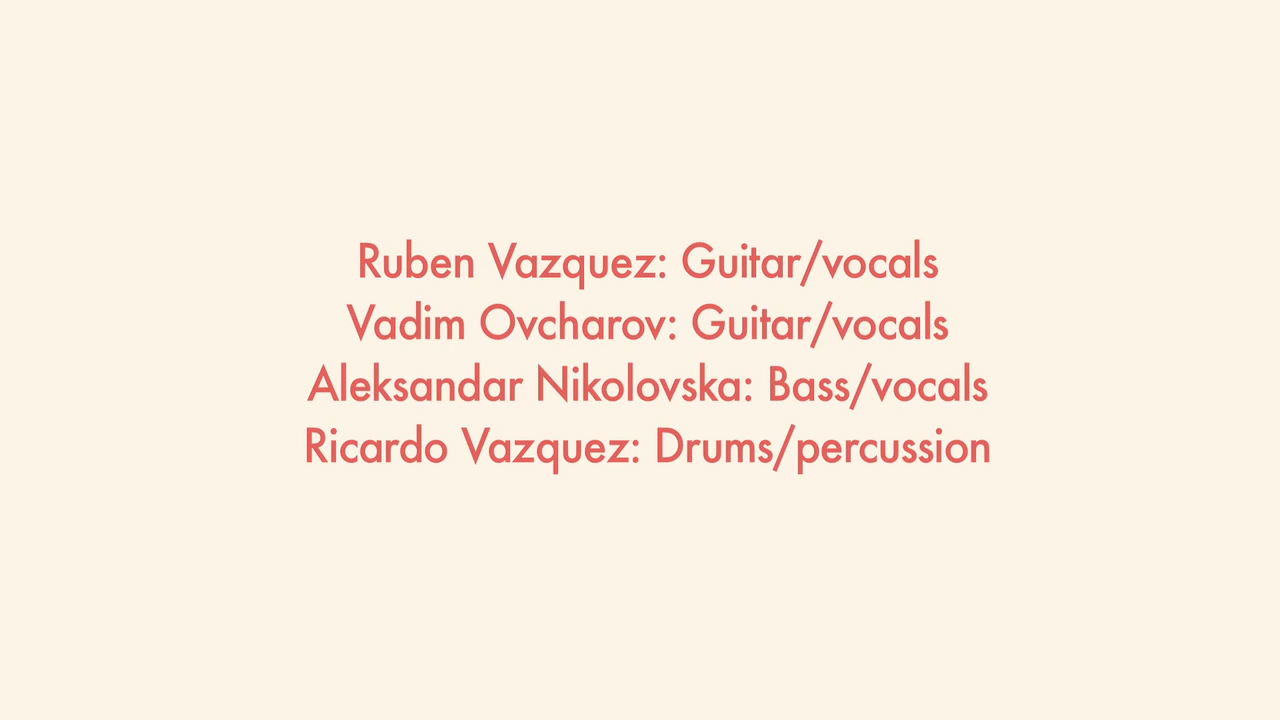 Ruben Vazquez: Guitar/vocals
Vadim Ovcharov: Guitar/vocals
Aleksandar Nikolovska: Bass/vocals
Ricardo Vazquez: Drums/percussion